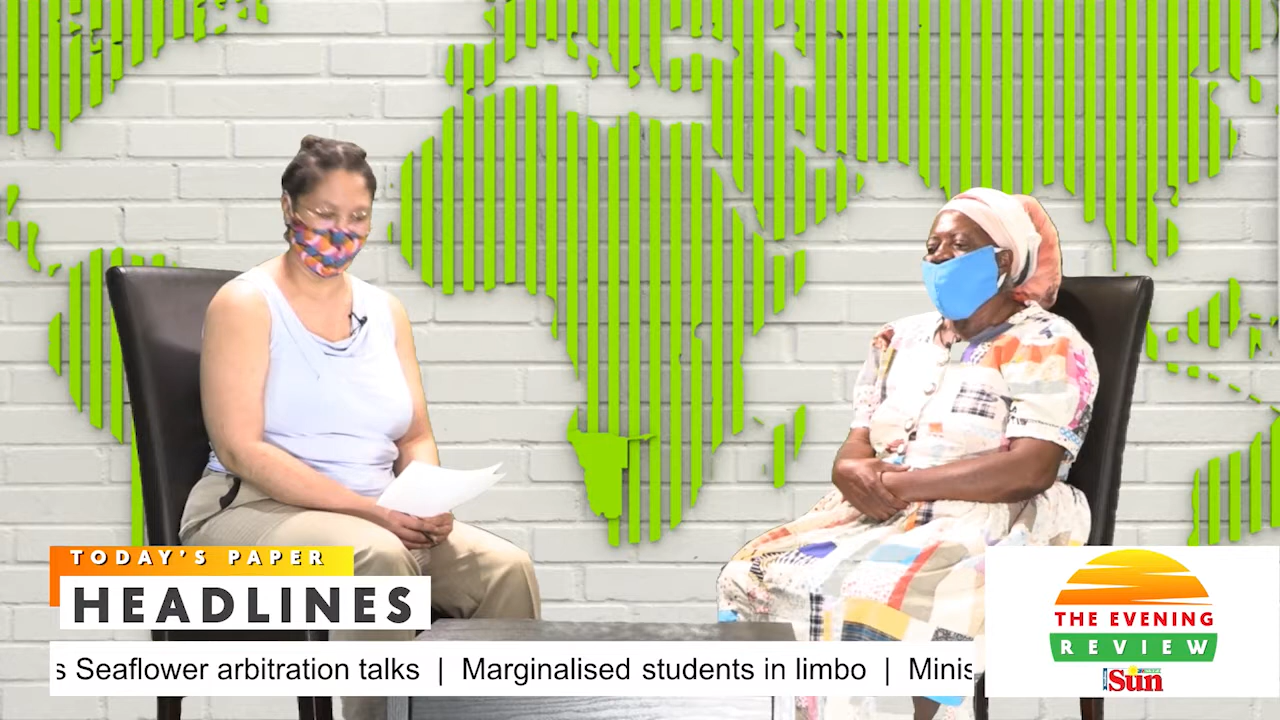 TODAY'S PAPER
HEADLINES
s Seaflower arbitration talks | Marginalised students in limbo | Minis
THE EVENING
REVIEW
Sun